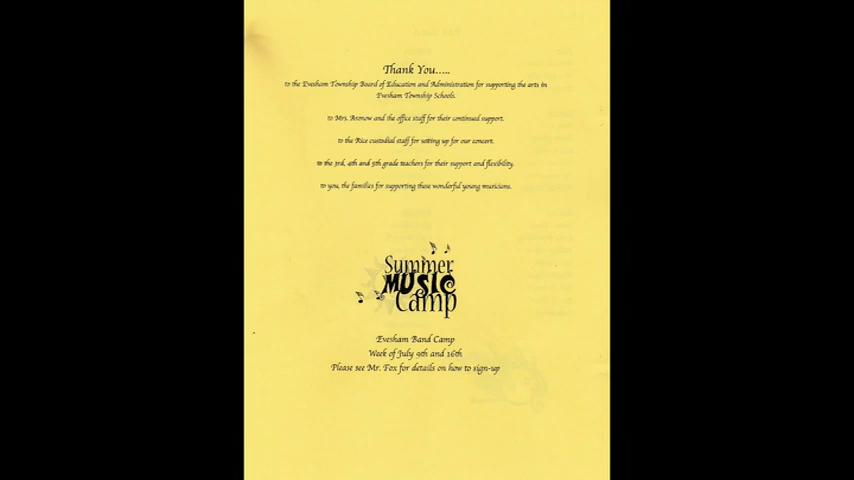 Thank You.....
to the Evesham Township Board of Education and Administration for supporting the arts in
Evesham Township Schools.
to Mrs. Aronow and the office staff for their continued support.
to the Rice custodial staff for setting up for our concert.
to the 3rd, 4th and 5th grade teachers for their support and flexibility.
to you, the families for supporting these wonderful young musicians.
Summer
MUSIC
Camp
Evesham Band Camp
Week of July 9th and 16th
Please see Mr. Fox for details on how to sign-up